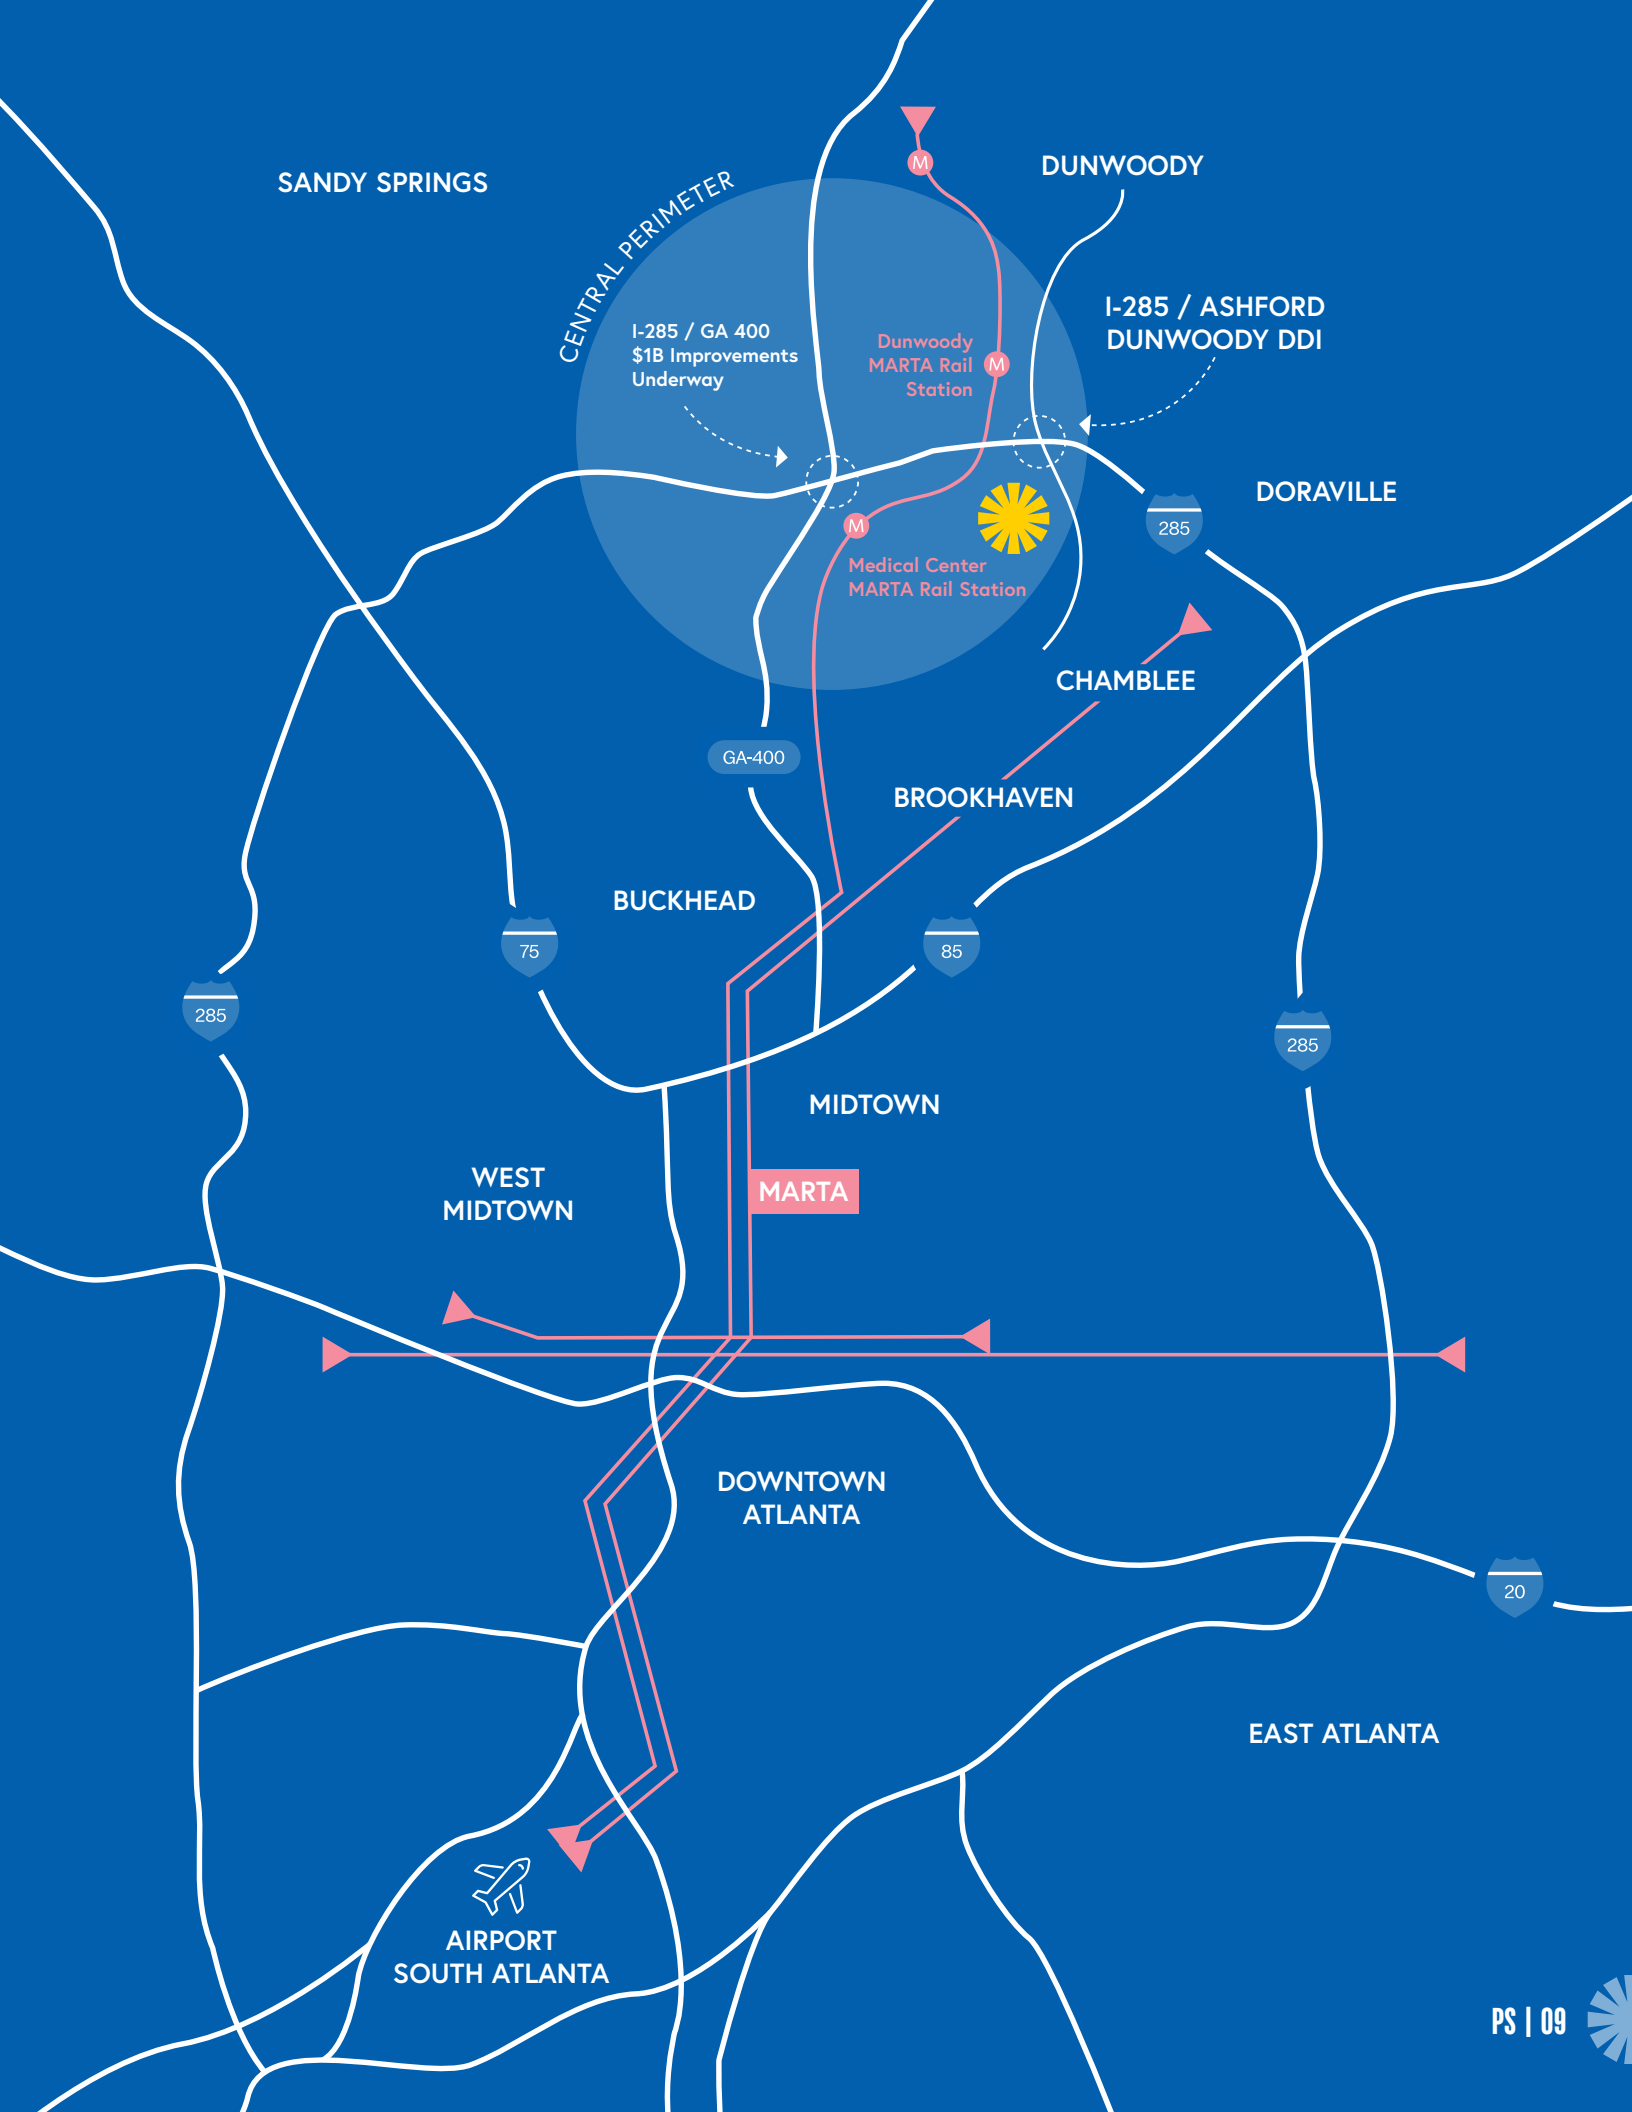 SANDY SPRINGS
CENTRAL PERIMETER
M
DUNWOODY
I-285 / ASHFORD
DUNWOODY DDI
I-285 / GA 400
$1B Improvements
Underway
Dunwoody
MARTA Rail
Station
M
DORAVILLE
285
M
Medical Center
MARTA Rail Station
CHAMBLEE
GA-400
BROOKHAVEN
BUCKHEAD
75
85
285
285
MIDTOWN
WEST
MIDTOWN
MARTA
DOWNTOWN
ATLANTA
20
EAST ATLANTA
AIRPORT
SOUTH ATLANTA
PS | 09